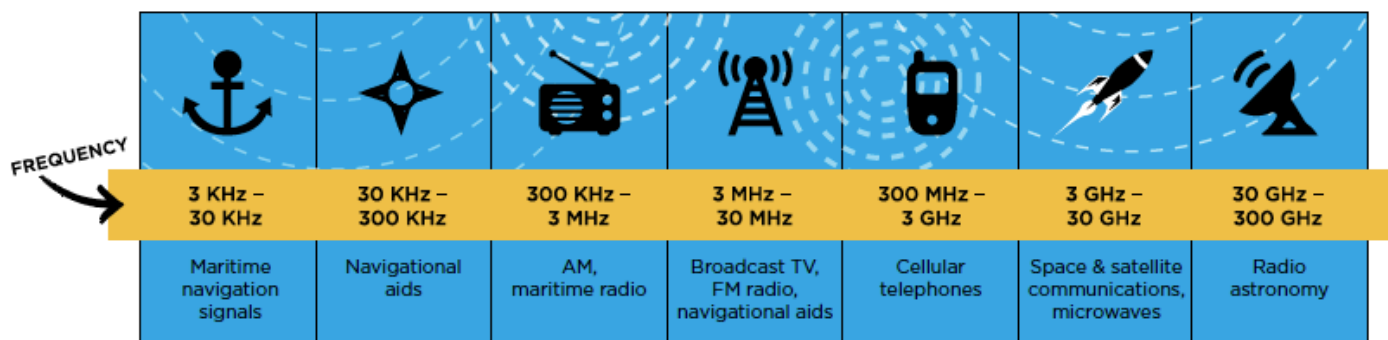 FREQUENCY
3 KHz –
30 KHz
30 KHz –
300 KHz
300 KHz –
3 MHz
3 MHz –
30 MHz
300 MHz –
3 GHz
3 GHz –
30 GHz
30 GHz –
300 GHz
Maritime
navigation
signals
Navigational
aids
AM,
maritime radio
Broadcast TV,
FM radio,
navigational aids
Cellular
telephones
Space & satellite
communications,
microwaves
Radio
astronomy